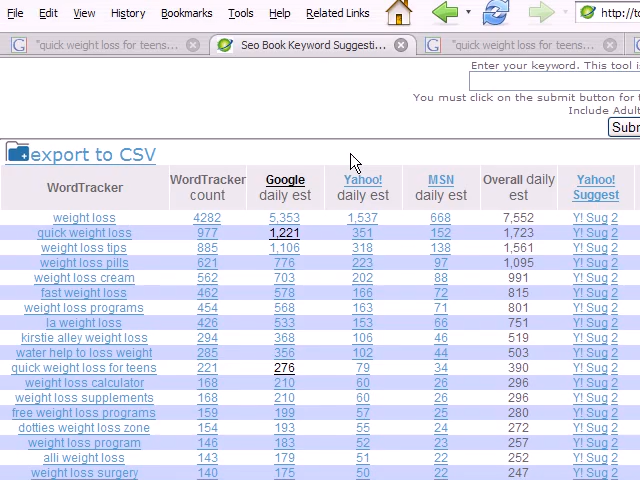 File Edit View History Bookmarks Tools Help Related Links http://to
"quick weight loss for teens... Seo Book Keyword Suggesti... "quick weight loss for teens...
Enter your keyword. This tool is
You must click on the submit button for t
Include Adul
Subr
export to CSV
WordTracker WordTracker count Google daily est Yahoo! daily est MSN daily est Overall daily est Yahoo! Suggest
weight loss 4282 5,353 1,537 668 7,552 Y! Sug 2
quick weight loss 977 1,221 351 152 1,723 Y! Sug 2
weight loss tips 885 1,106 318 138 1,561 Y! Sug 2
weight loss pills 621 776 223 97 1,095 Y! Sug 2
weight loss cream 562 703 202 88 991 Y! Sug 2
fast weight loss 462 578 166 72 815 Y! Sug 2
weight loss programs 454 568 163 71 801 Y! Sug 2
la weight loss 426 533 153 66 751 Y! Sug 2
kirstie alley weight loss 294 368 106 46 519 Y! Sug 2
water help to loss weight 285 356 102 44 503 Y! Sug 2
quick weight loss for teens 221 276 79 34 390 Y! Sug 2
weight loss calculator 168 210 60 26 296 Y! Sug 2
weight loss supplements 168 210 60 26 296 Y! Sug 2
free weight loss programs 159 199 57 25 280 Y! Sug 2
dotties weight loss zone 154 193 55 24 272 Y! Sug 2
weight loss program 146 183 52 23 257 Y! Sug 2
alli weight loss 143 179 51 22 252 Y! Sug 2
weight loss surgery 140 175 50 22 247 Y! Sug 2